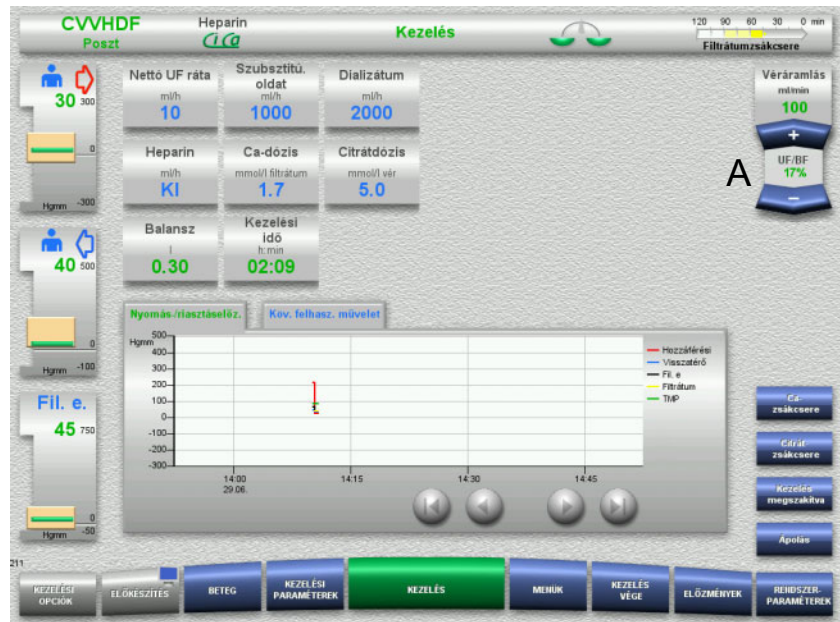 CVVHDF
Poszt
Heparin
Ci Ca
Kezelés
120 90 60 30 0 min
Filtrátumzsákcsere
30 300
0
Hgmm -300
40 500
0
Hgmm -100
Fil. e.
45 750
0
Hgmm -50
Nettó UF ráta
ml/h
10
Szubsztitú.
oldat
ml/h
1000
Dializátum
ml/h
2000
Heparin
ml/h
KI
Ca-dózis
mmol/l filtrátum
1.7
Citrátdózis
mmol/l vér
5.0
Balansz
l
0.30
Kezelési
idő
h:min
02:09
Véráramlás
ml/min
100
+
UF/BF
17%
−
A
Nyomás-/riasztáselőz.
Köv. felhasz. művelet
Hgmm
500
400
300
200
100
0
-100
-200
-300
14:00
29.06.
14:15
14:30
14:45
Hozzáférési
Visszatérő
Fil. e
Filtrátum
TMP
Ca-
zsákcsere
Citrát
zsákcsere
Kezelés
megszakítva
Ápolás
211
KEZELÉSI
OPCIÓK
ELŐKÉSZÍTÉS
BETEG
KEZELÉSI
PARAMÉTEREK
KEZELÉS
MENÜK
KEZELÉS
VÉGE
ELŐZMÉNYEK
RENDSZER-
PARAMÉTEREK